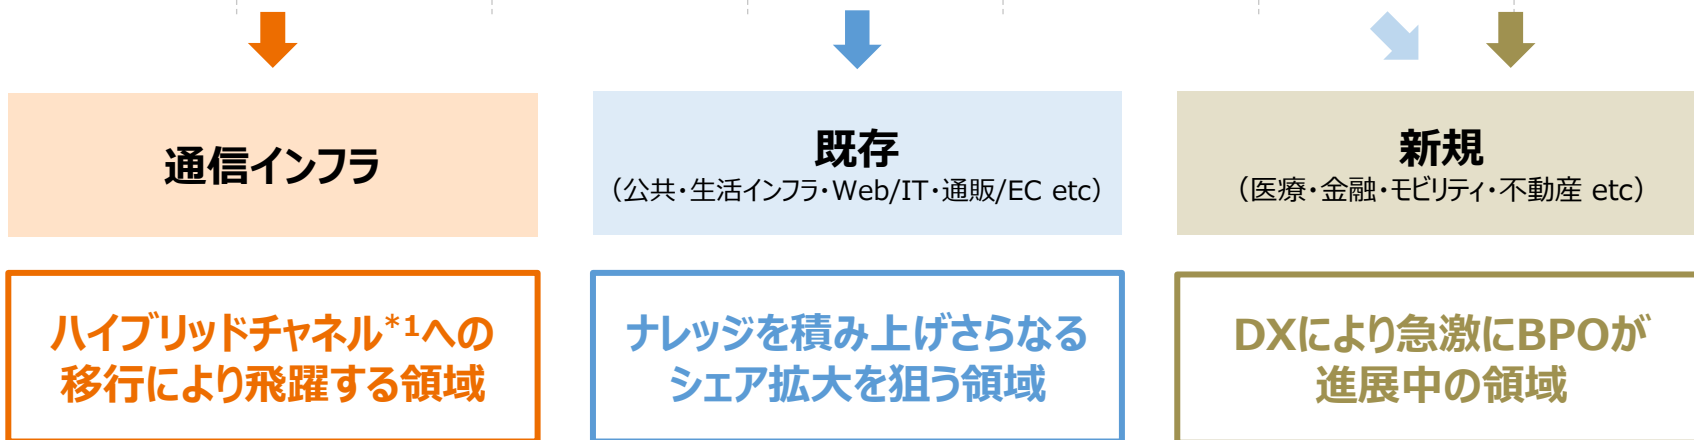 通信インフラ
既存
（公共・生活インフラ・Web/IT・通販/EC etc）
新規
（医療・金融・モビリティ・不動産 etc）
ハイブリッドチャネル*1への
移行により飛躍する領域
ナレッジを積み上げさらなる
シェア拡大を狙う領域
DXにより急激にBPOが
進展中の領域